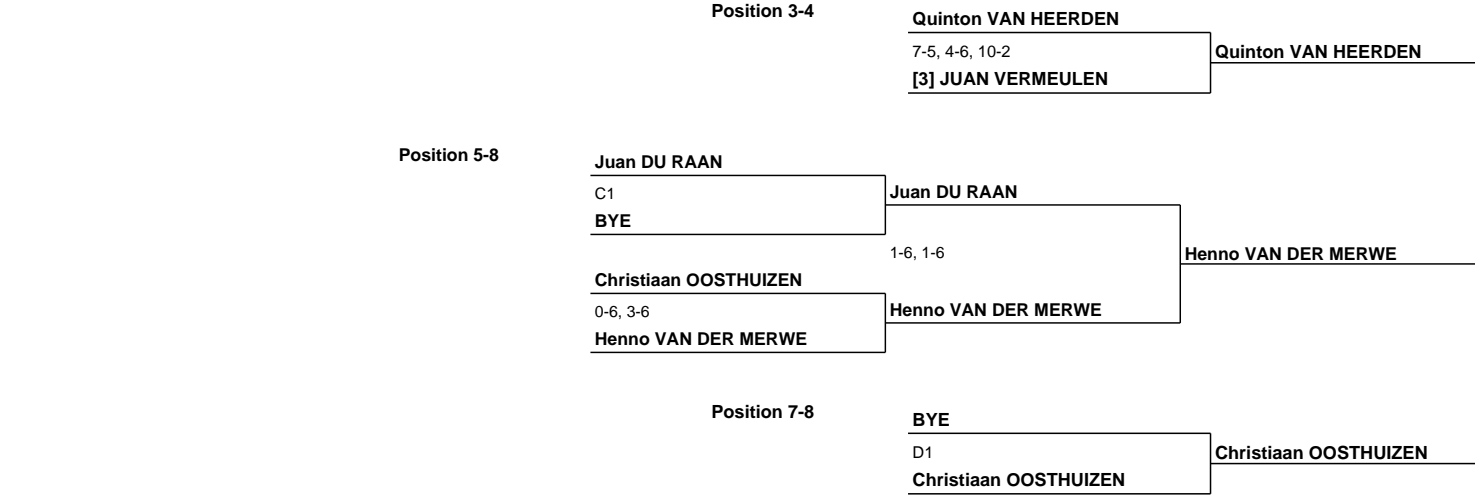 Position 3-4
Quinton VAN HEERDEN
7-5, 4-6, 10-2
Quinton VAN HEERDEN
[3] JUAN VERMEULEN
Position 5-8
Juan DU RAAN
C1
Juan DU RAAN
BYE
1-6, 1-6
Henno VAN DER MERWE
Christiaan OOSTHUIZEN
0-6, 3-6
Henno VAN DER MERWE
Henno VAN DER MERWE
Position 7-8
BYE
D1
Christiaan OOSTHUIZEN
Christiaan OOSTHUIZEN